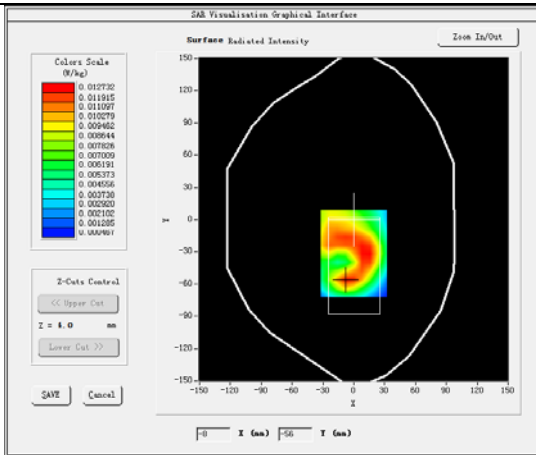 SAR Visualisation Graphical Interface
Surface Radiated Intensity
Zoom In/Out
Colors Scale
(W/kg)
0.012732
0.011915
0.011097
0.010279
0.009462
0.008644
0.007826
0.007009
0.006191
0.005373
0.004556
0.003738
0.002920
0.002102
0.001285
0.000467
150
120
90
60
30
0
-30
-60
-90
-120
-150
Y
-150 -120 -90 -60 -30 0 30 60 90 120 150
X
Z-Cuts Control
<< Upper Cut
Z = 4.0 mm
Lower Cut >>
SAVE Cancel
-8 X (mm) -56 Y (mm)